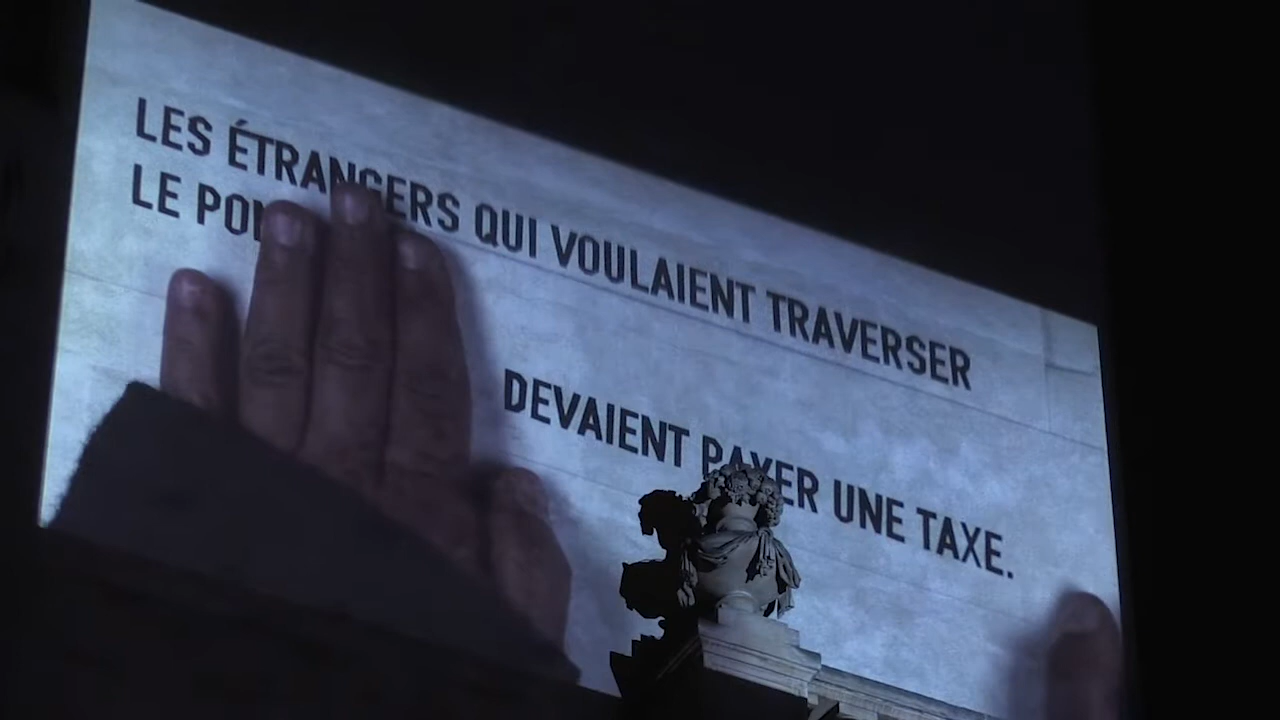 LES ÉTRANGERS QUI VOULAIENT TRAVERSER
LE
DEVAIENT PAYER UNE TAXE.